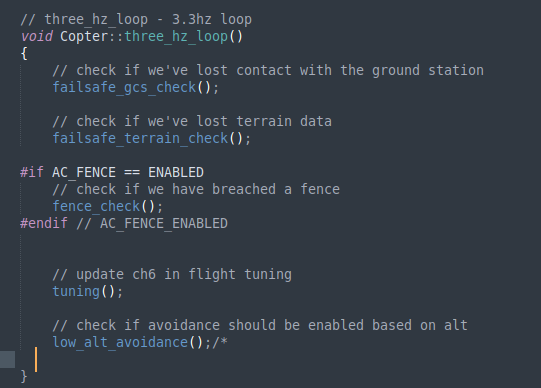 // three_hz_loop - 3.3hz loop
void Copter::three_hz_loop()
{
    // check if we've lost contact with the ground station
    failsafe_gcs_check();
    // check if we've lost terrain data
    failsafe_terrain_check();
#if AC_FENCE == ENABLED
    // check if we have breached a fence
    fence_check();
#endif // AC_FENCE_ENABLED
    // update ch6 in flight tuning
    tuning();
    // check if avoidance should be enabled based on alt
    low_alt_avoidance();/*
}